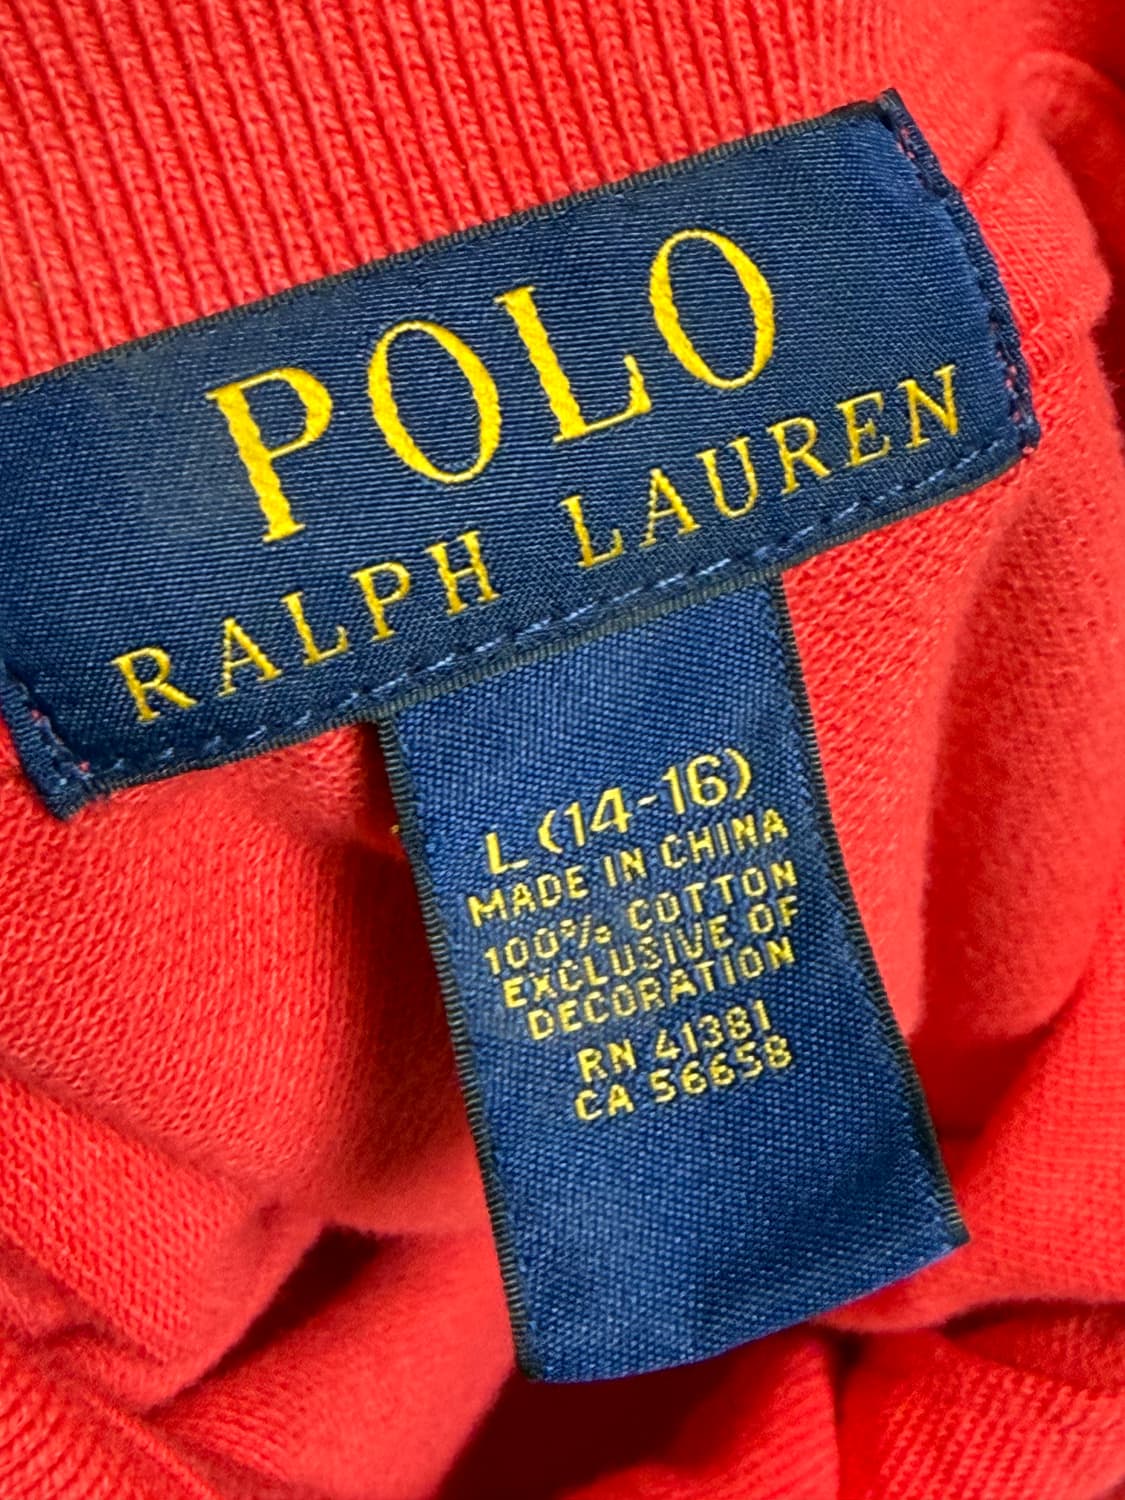 POLO
RALPH LAUREN
L (14-16)
MADE IN CHINA
100% COTTON
EXCLUSIVE OF
DECORATION
RN 41381
CA 56658